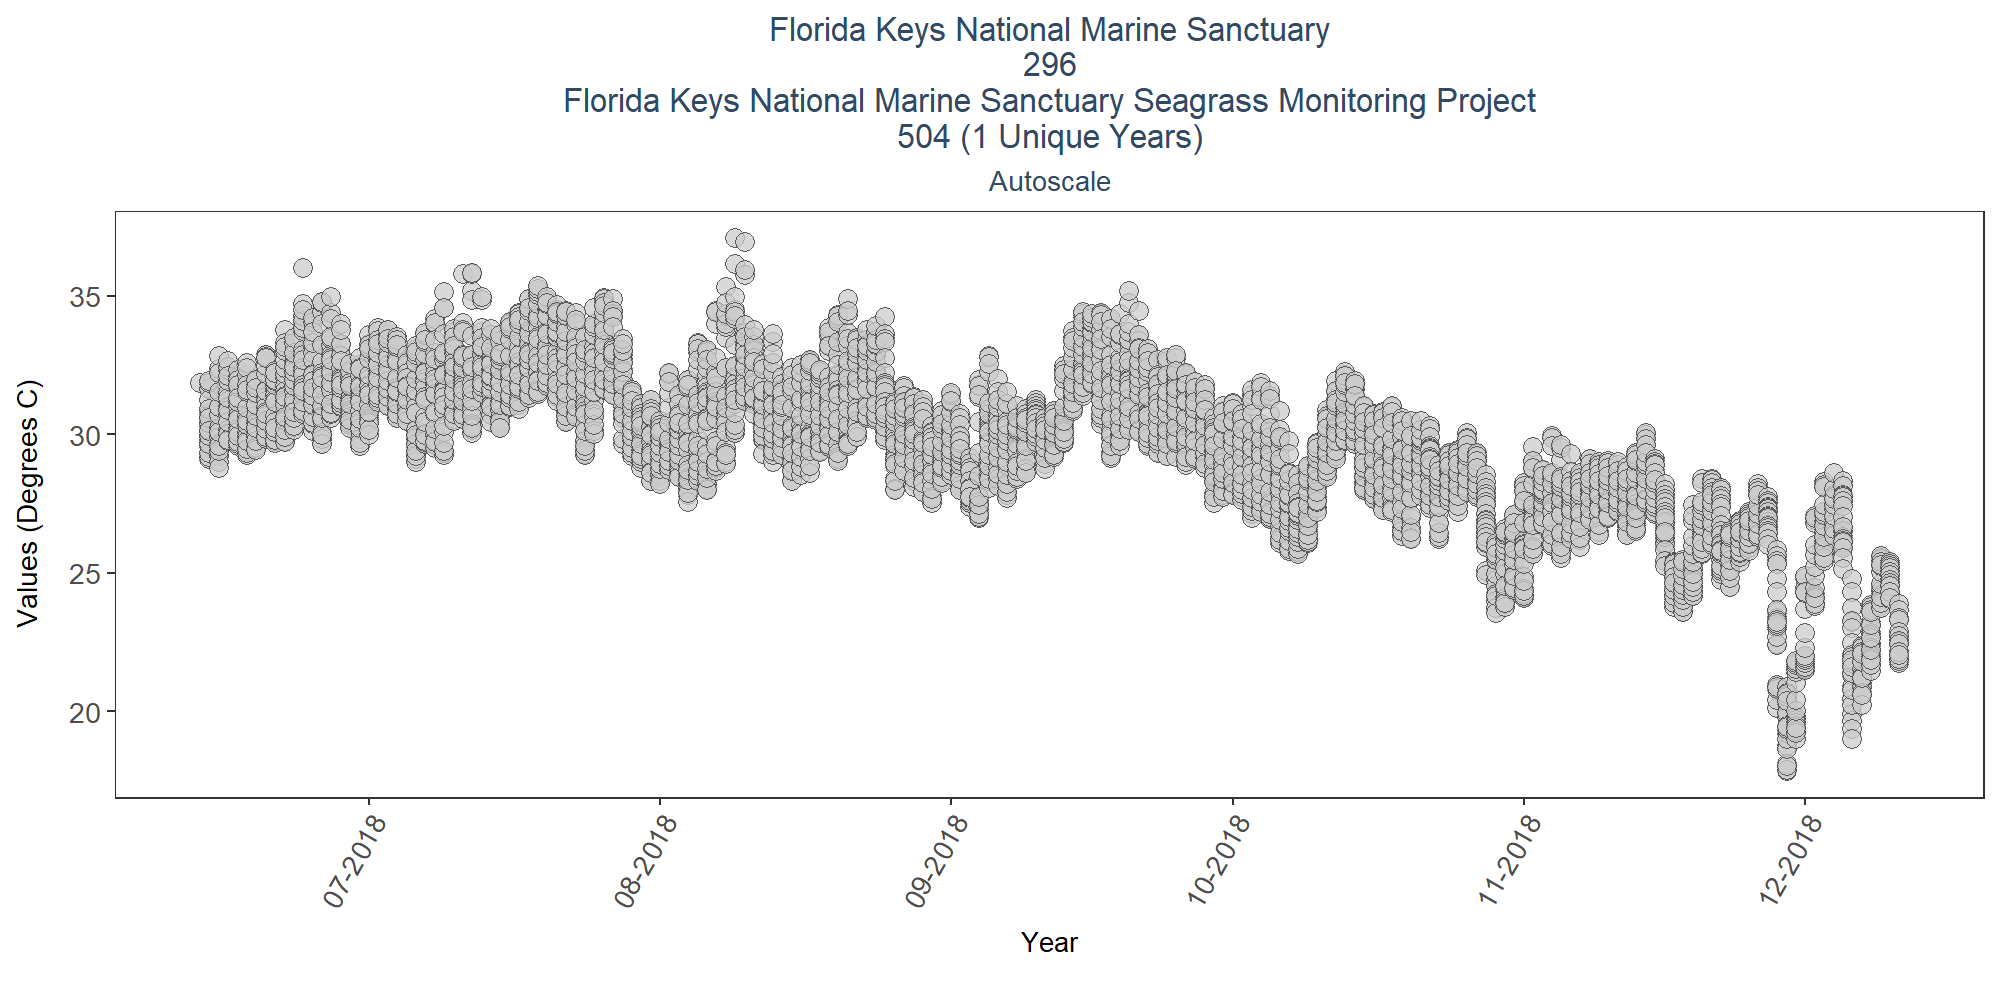 Florida Keys National Marine Sanctuary
296
Florida Keys National Marine Sanctuary Seagrass Monitoring Project
504 (1 Unique Years)
Autoscale
Values (Degrees C)
35
30
25
20
07-2018
08-2018
09-2018
10-2018
11-2018
12-2018
Year